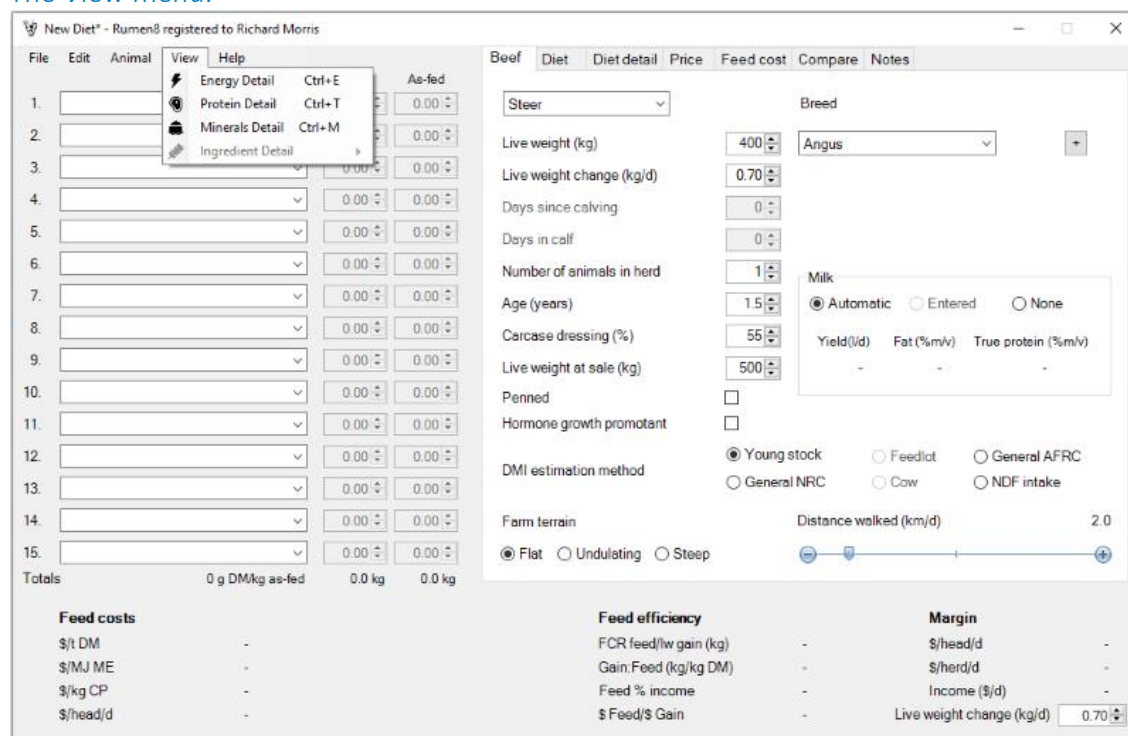 The View menu.
New Diet* - Rumen8 registered to Richard Morris
File Edit Animal View Help
Energy Detail Ctrl+E
Protein Detail Ctrl+T
Minerals Detail Ctrl+M
Ingredient Detail
As-fed
1. 0.00
2. 0.00
3. 0.00 0.00
4. 0.00 0.00
5. 0.00 0.00
6. 0.00 0.00
7. 0.00 0.00
8. 0.00 0.00
9. 0.00 0.00
10. 0.00 0.00
11. 0.00 0.00
12. 0.00 0.00
13. 0.00 0.00
14. 0.00 0.00
15. 0.00 0.00
Totals 0 g DM/kg as-fed 0.0 kg 0.0 kg
Beef Diet Diet detail Price Feed cost Compare Notes
Steer Breed
Live weight (kg) 400 Angus +
Live weight change (kg/d) 0.70
Days since calving 0
Days in calf 0
Number of animals in herd 1
Milk
Age (years) 1.5 Automatic Entered None
Carcase dressing (%) 55 Yield(l/d) Fat (%m/v) True protein (%m/v)
Live weight at sale (kg) 500 - - -
Penned
Hormone growth promotant
DMI estimation method
Young stock Feedlot General AFRC
General NRC Cow NDF intake
Farm terrain Distance walked (km/d) 2.0
Flat Undulating Steep
Feed costs
$/t DM -
$/MJ ME -
$/kg CP -
$/head/d -
Feed efficiency
FCR feed/lw gain (kg) -
Gain:Feed (kg/kg DM) -
Feed % income -
$ Feed/$ Gain -
Margin
$/head/d -
$/herd/d -
Income ($/d) -
Live weight change (kg/d) 0.70